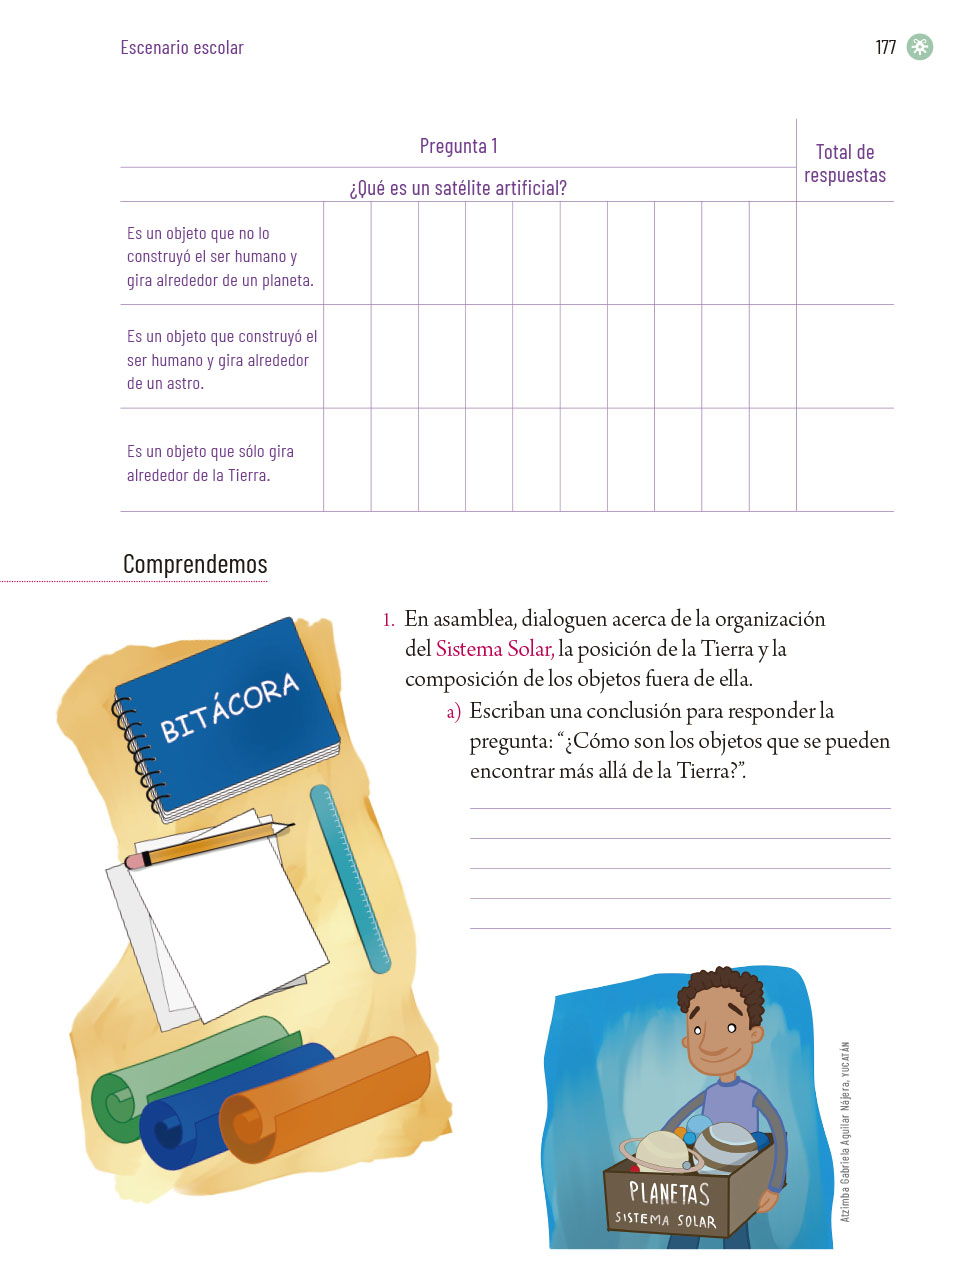 Escenario escolar
177
Pregunta 1
Total de
respuestas
¿Qué es un satélite artificial?
Es un objeto que no lo
construyó el ser humano y
gira alrededor de un planeta.
Es un objeto que construyó el
ser humano y gira alrededor
de un astro.
Es un objeto que sólo gira
alrededor de la Tierra.
Comprendemos
1. En asamblea, dialoguen acerca de la organización
del Sistema Solar, la posición de la Tierra y la
composición de los objetos fuera de ella.
a) Escriban una conclusión para responder la
pregunta: “¿Cómo son los objetos que se pueden
encontrar más allá de la Tierra?”.
BITÁCORA
PLANETAS
SISTEMA SOLAR
Atzimba Gabriela Aguilar Nájera, YUCATÁN